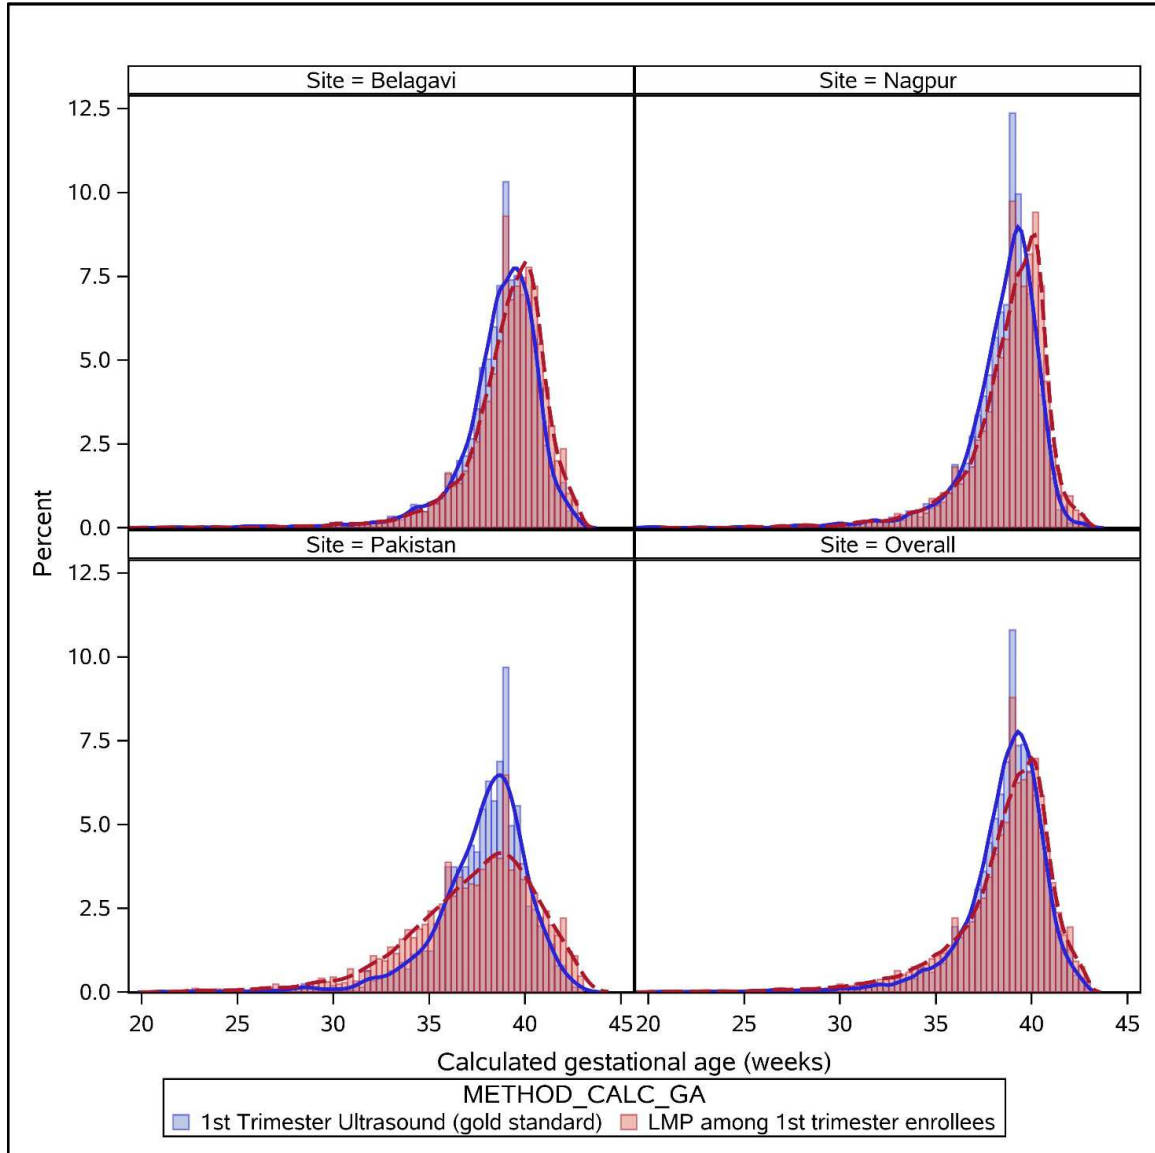 Site = Belagavi Site = Nagpur
12.5
10.0
7.5
5.0
2.5
0.0
Percent
Site = Pakistan Site = Overall
12.5
10.0
7.5
5.0
2.5
0.0
20 25 30 35 40 45 20 25 30 35 40 45
Calculated gestational age (weeks)
METHOD_CALC_GA
1st Trimester Ultrasound (gold standard) LMP among 1st trimester enrollees